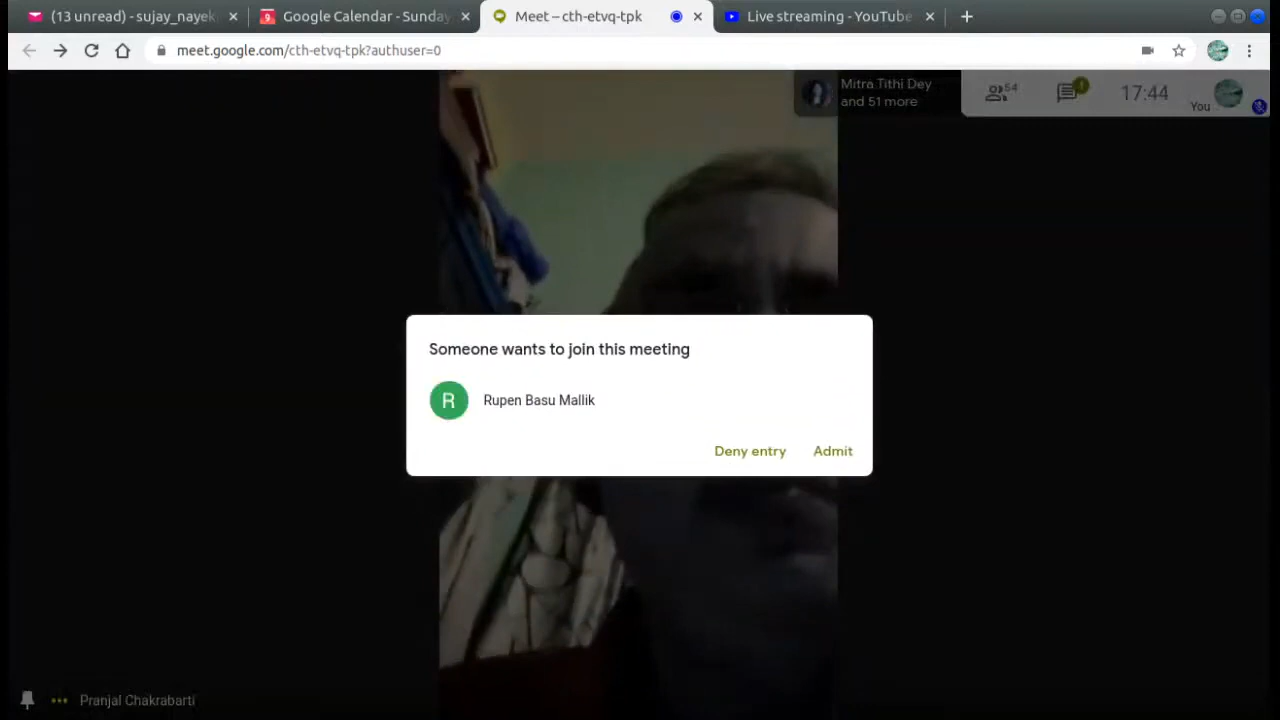 (13 unread) - sujay_nayek
Google Calendar - Sunday
Meet – cth-etvq-tpk
Live streaming - YouTube
meet.google.com/cth-etvq-tpk?authuser=0
Mitra Tithi Dey
and 51 more
54
17:44
You
Someone wants to join this meeting
R
Rupen Basu Mallik
Deny entry
Admit
Pranjal Chakrabarti